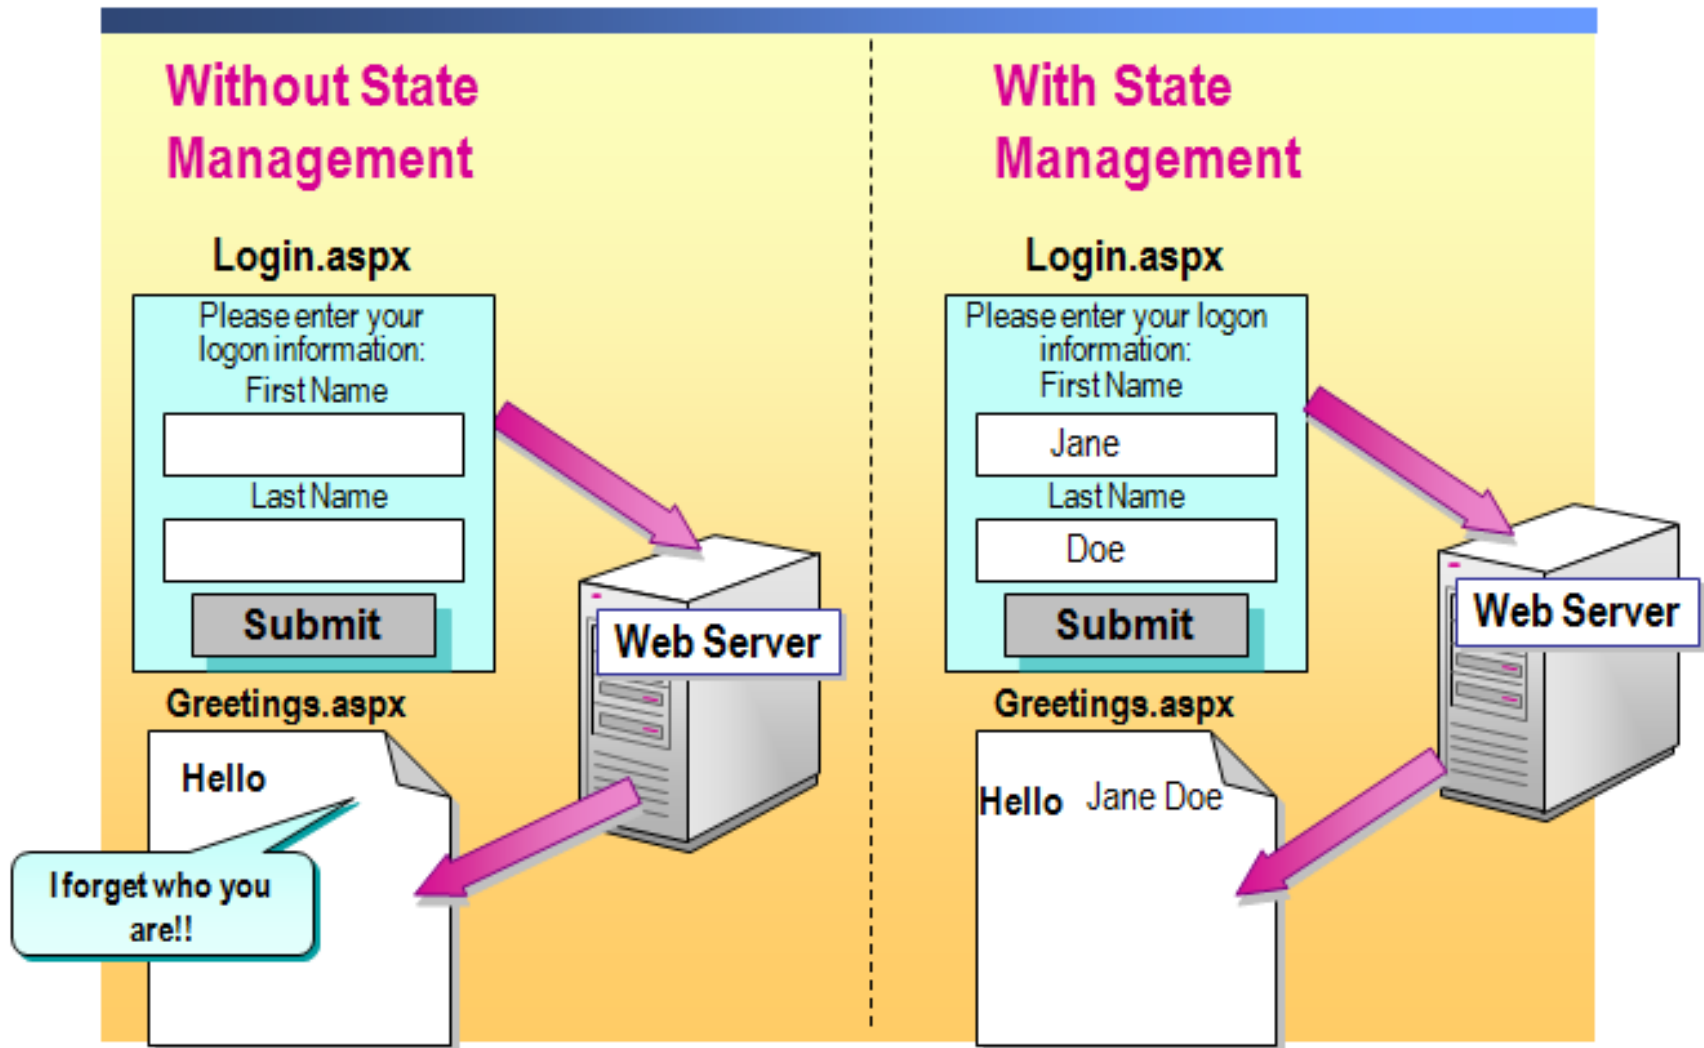 Without State
Management
Login.aspx
Please enter your
logon information:
First Name
Last Name
Submit
Web Server
Greetings.aspx
Hello
I forget who you
are!!
With State
Management
Login.aspx
Please enter your logon
information:
First Name
Jane
Last Name
Doe
Submit
Web Server
Greetings.aspx
Hello Jane Doe